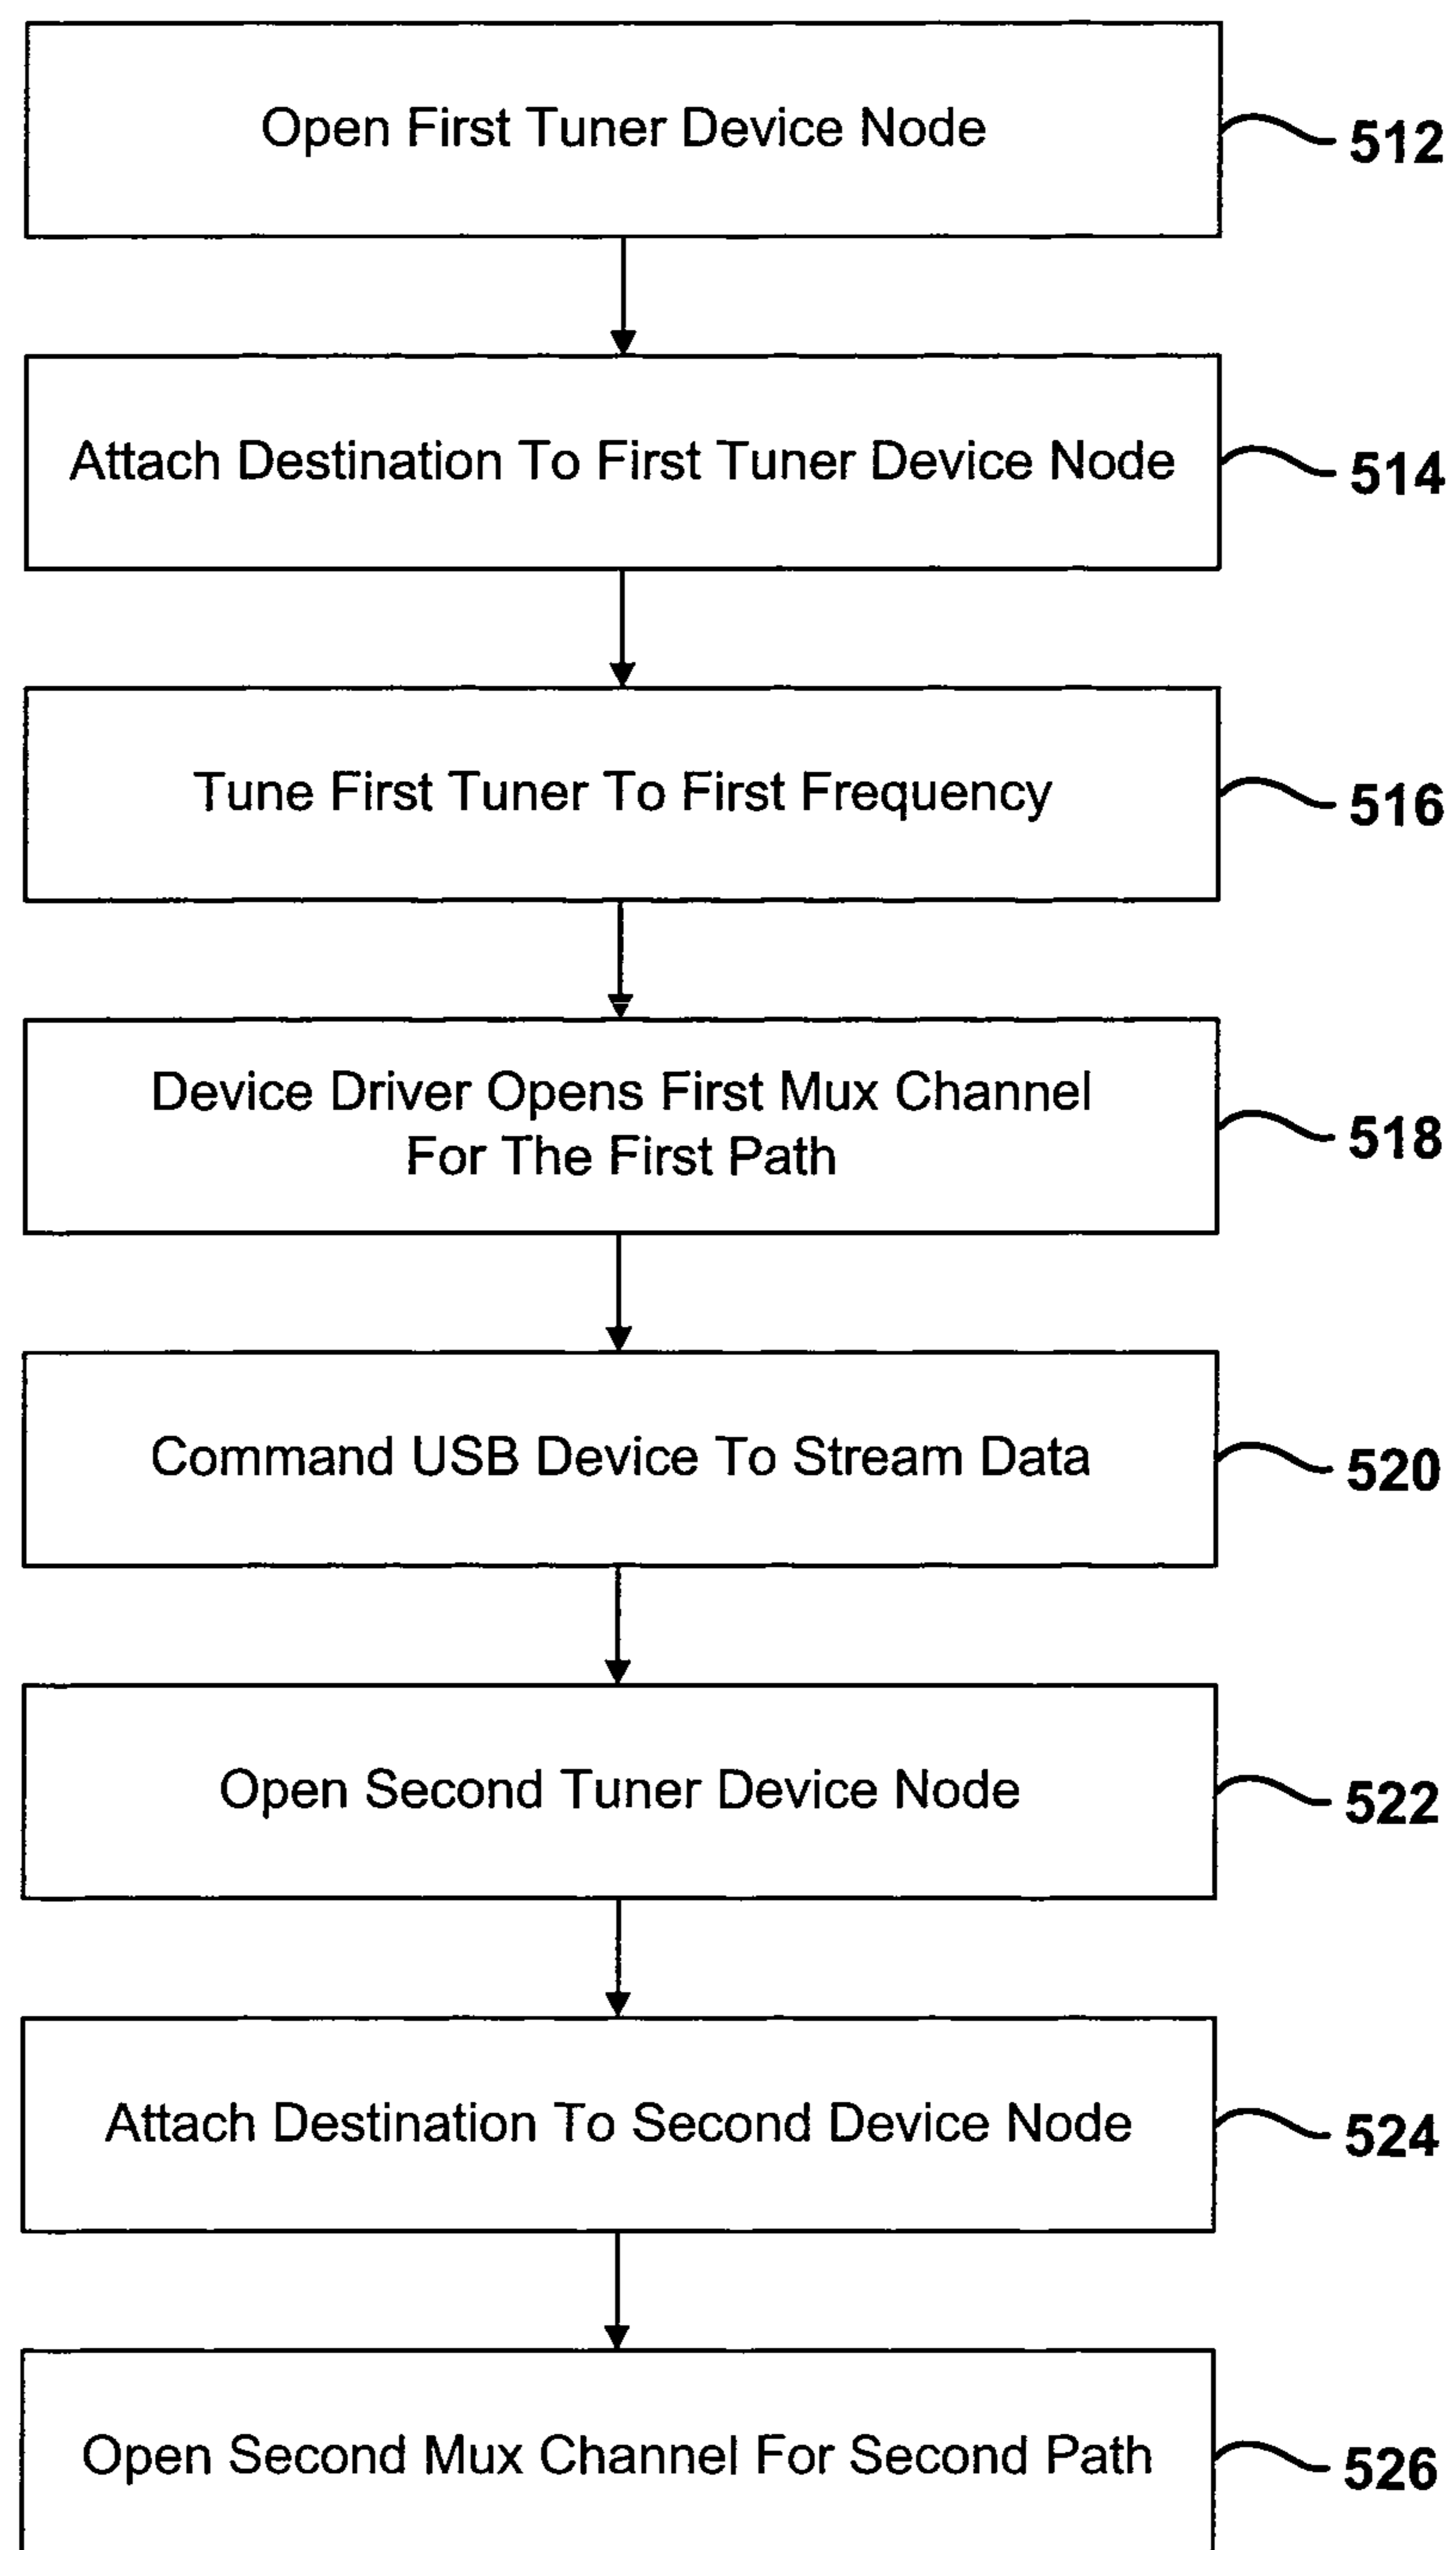 Open First Tuner Device Node
512
Attach Destination To First Tuner Device Node
514
Tune First Tuner To First Frequency
516
Device Driver Opens First Mux Channel
For The First Path
518
Command USB Device To Stream Data
520
Open Second Tuner Device Node
522
Attach Destination To Second Device Node
524
Open Second Mux Channel For Second Path
526